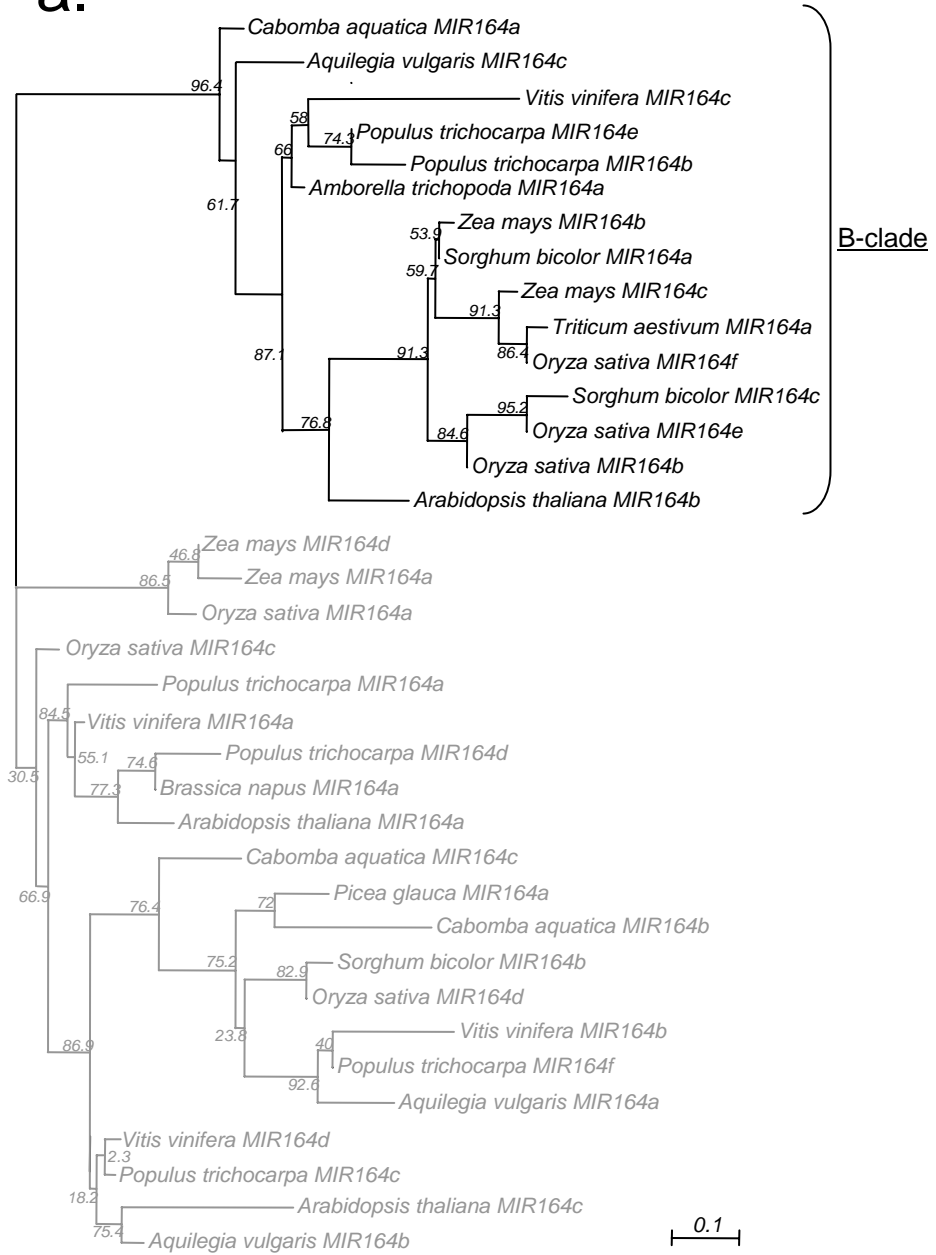 a.
Cabomba aquatica MIR164a
96.4
Aquilegia vulgaris MIR164c
Vitis vinifera MIR164c
58
74.3
Populus trichocarpa MIR164e
66
Populus trichocarpa MIR164b
Amborella trichopoda MIR164a
61.7
Zea mays MIR164b
53.9
B-clade
Sorghum bicolor MIR164a
59.7
Zea mays MIR164c
91.3
Triticum aestivum MIR164a
87.1
91.3
86.4
Oryza sativa MIR164f
Sorghum bicolor MIR164c
95.2
76.8
84.6
Oryza sativa MIR164e
Oryza sativa MIR164b
Arabidopsis thaliana MIR164b
Zea mays MIR164d
46.8
86.5
Zea mays MIR164a
Oryza sativa MIR164a
Oryza sativa MIR164c
Populus trichocarpa MIR164a
84.5
Vitis vinifera MIR164a
55.1
74.6
Populus trichocarpa MIR164d
30.5
77.3
Brassica napus MIR164a
Arabidopsis thaliana MIR164a
Cabomba aquatica MIR164c
66.9
76.4
72
Picea glauca MIR164a
Cabomba aquatica MIR164b
75.2
82.9
Sorghum bicolor MIR164b
Oryza sativa MIR164d
23.8
Vitis vinifera MIR164b
86.9
40
Populus trichocarpa MIR164f
92.6
Aquilegia vulgaris MIR164a
Vitis vinifera MIR164d
2.3
Populus trichocarpa MIR164c
18.2
Arabidopsis thaliana MIR164c
75.4
Aquilegia vulgaris MIR164b
0.1